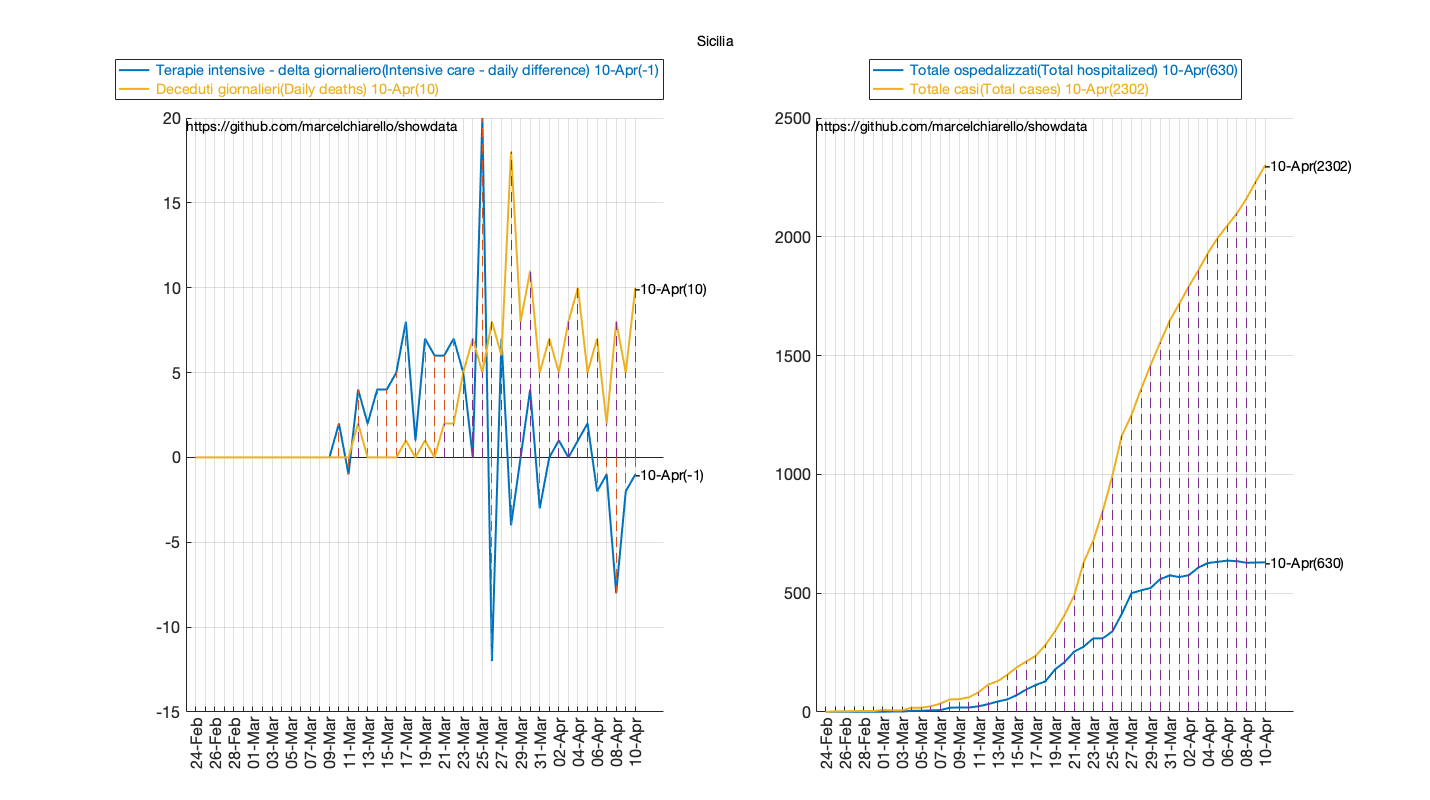 Sicilia
Terapie intensive - delta giornaliero(Intensive care - daily difference) 10-Apr(-1)
Deceduti giornalieri(Daily deaths) 10-Apr(10)
https://github.com/marcelchiarello/showdata
20
15
10
5
0
-5
-10
-15
10-Apr(10)
10-Apr(-1)
24-Feb
26-Feb
28-Feb
01-Mar
03-Mar
05-Mar
07-Mar
09-Mar
11-Mar
13-Mar
15-Mar
17-Mar
19-Mar
21-Mar
23-Mar
25-Mar
27-Mar
29-Mar
31-Mar
02-Apr
04-Apr
06-Apr
08-Apr
10-Apr
Totale ospedalizzati(Total hospitalized) 10-Apr(630)
Totale casi(Total cases) 10-Apr(2302)
https://github.com/marcelchiarello/showdata
2500
2000
1500
1000
500
0
10-Apr(2302)
10-Apr(630)
24-Feb
26-Feb
28-Feb
01-Mar
03-Mar
05-Mar
07-Mar
09-Mar
11-Mar
13-Mar
15-Mar
17-Mar
19-Mar
21-Mar
23-Mar
25-Mar
27-Mar
29-Mar
31-Mar
02-Apr
04-Apr
06-Apr
08-Apr
10-Apr